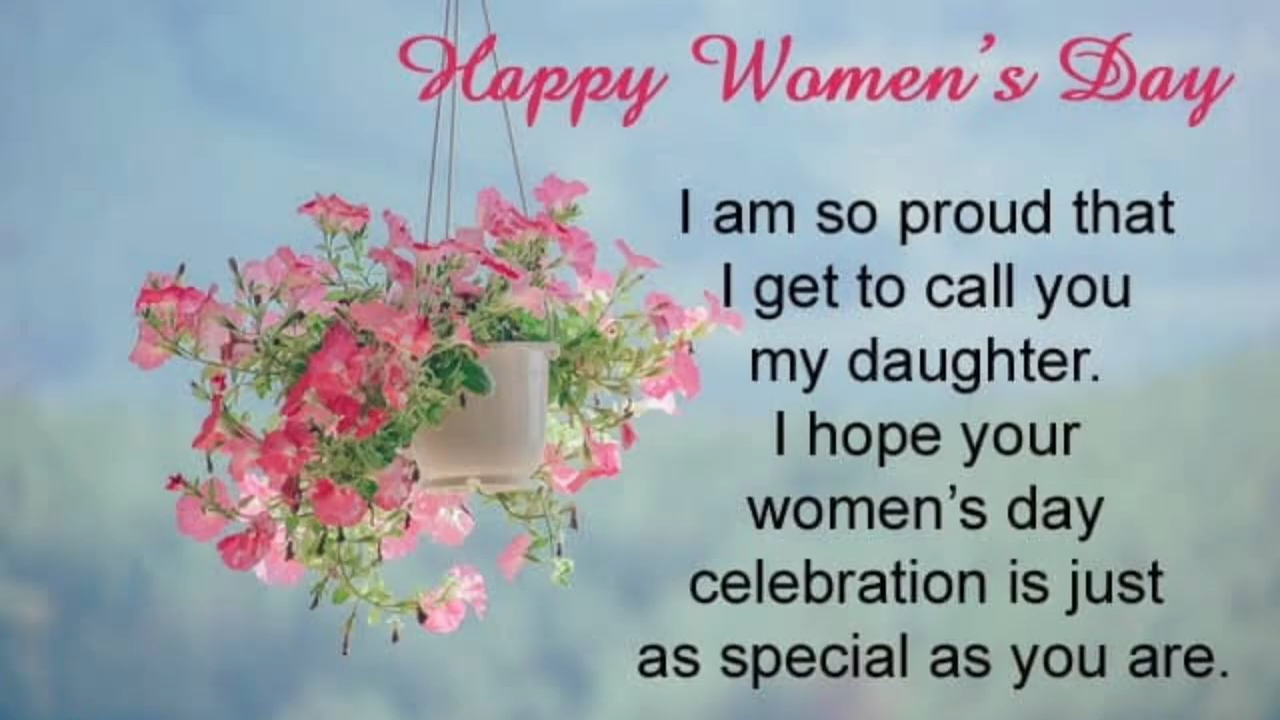 Happy Women’s Day
I am so proud that
I get to call you
my daughter.
I hope your
women’s day
celebration is just
as special as you are.